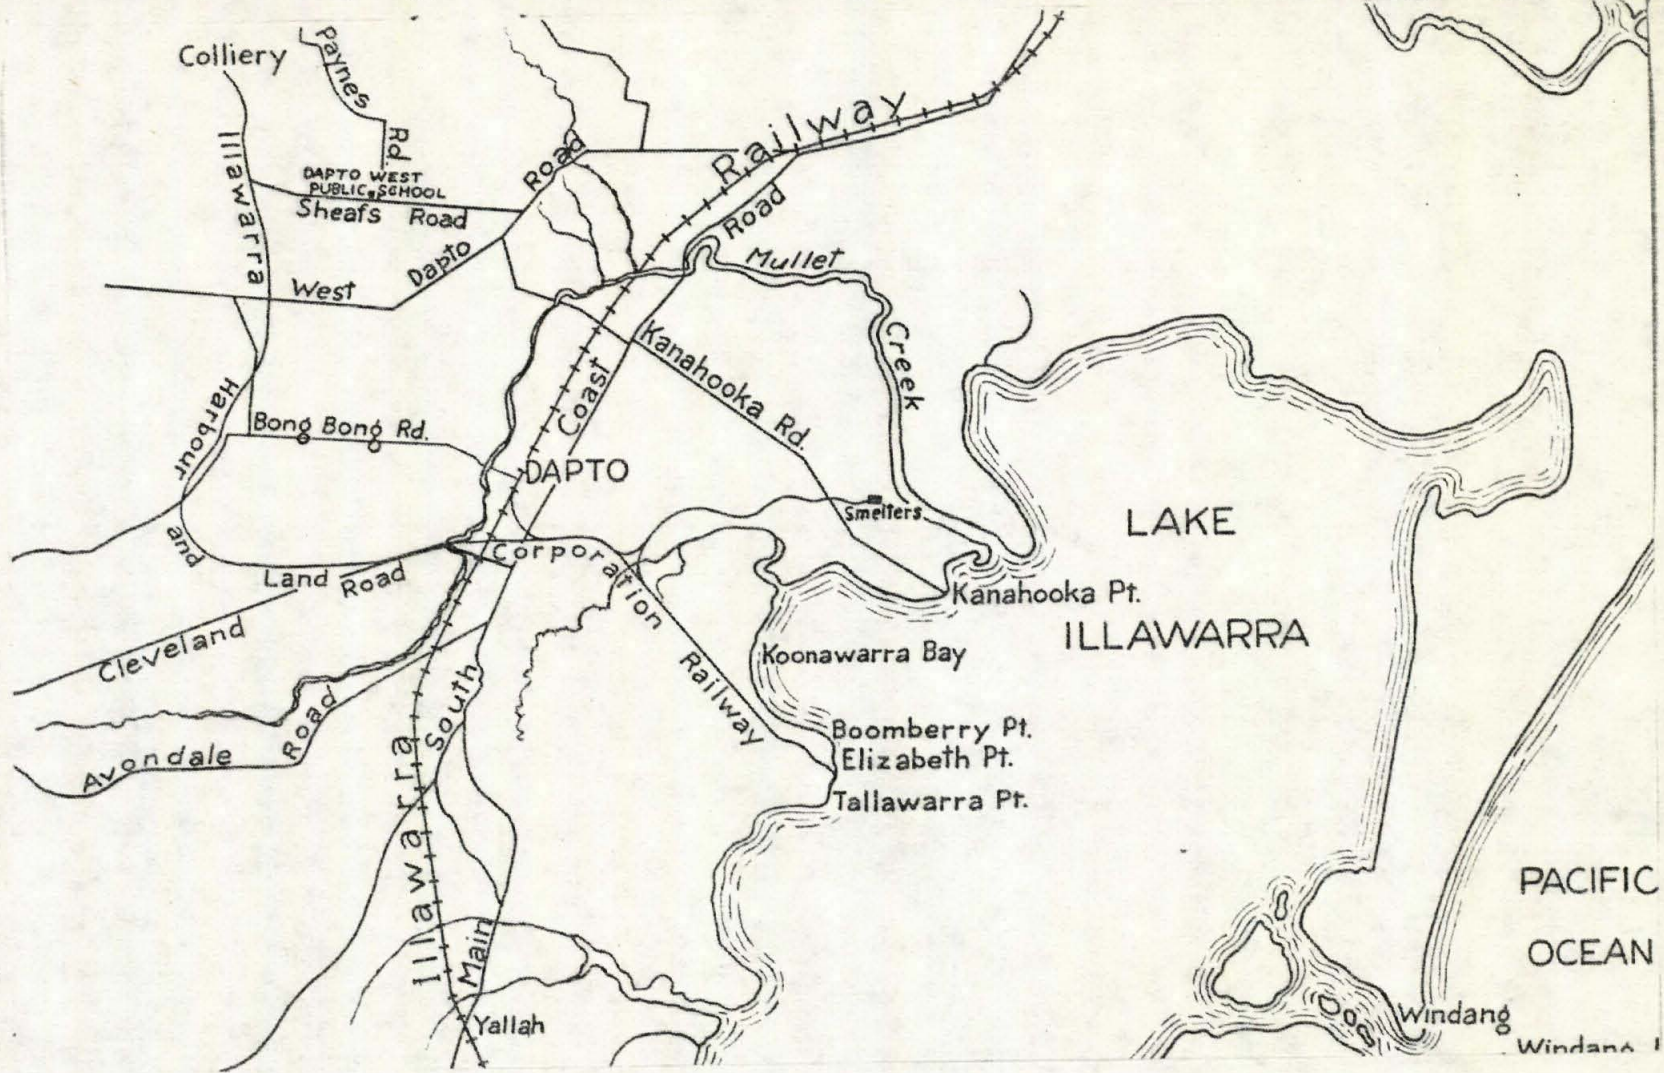 Colliery
Paynes
Rd
Railway
DAPTO WEST
PUBLIC SCHOOL
Sheafs Road
Illawarra
Road
Road
West
Dapto
Mullet
Creek
Kanahooka Rd.
Coast
Harbour
Bong Bong Rd.
DAPTO
Smelters
LAKE
and
Corporation
Land Road
Kanahooka Pt.
ILLAWARRA
Cleveland
Koonawarra Bay
Railway
South
Road
Avondale
Boomberry Pt.
Elizabeth Pt.
Tallawarra Pt.
Illawarra
PACIFIC
OCEAN
Main
Yallah
Windang
Windang